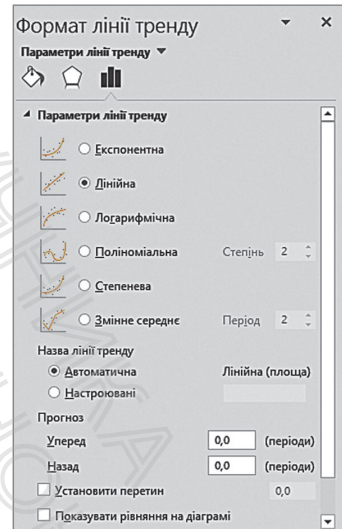 Формат лінії тренду
Параметри лінії тренду
Параметри лінії тренду
Експонентна
Лінійна
Логарифмічна
Поліноміальна Степінь 2
Степенева
Змінне середнє Період 2
Назва лінії тренду
Автоматична Лінійна (площа)
Настроювані
Прогноз
Уперед 0,0 (періоди)
Назад 0,0 (періоди)
Установити перетин 0,0
Показувати рівняння на діаграмі